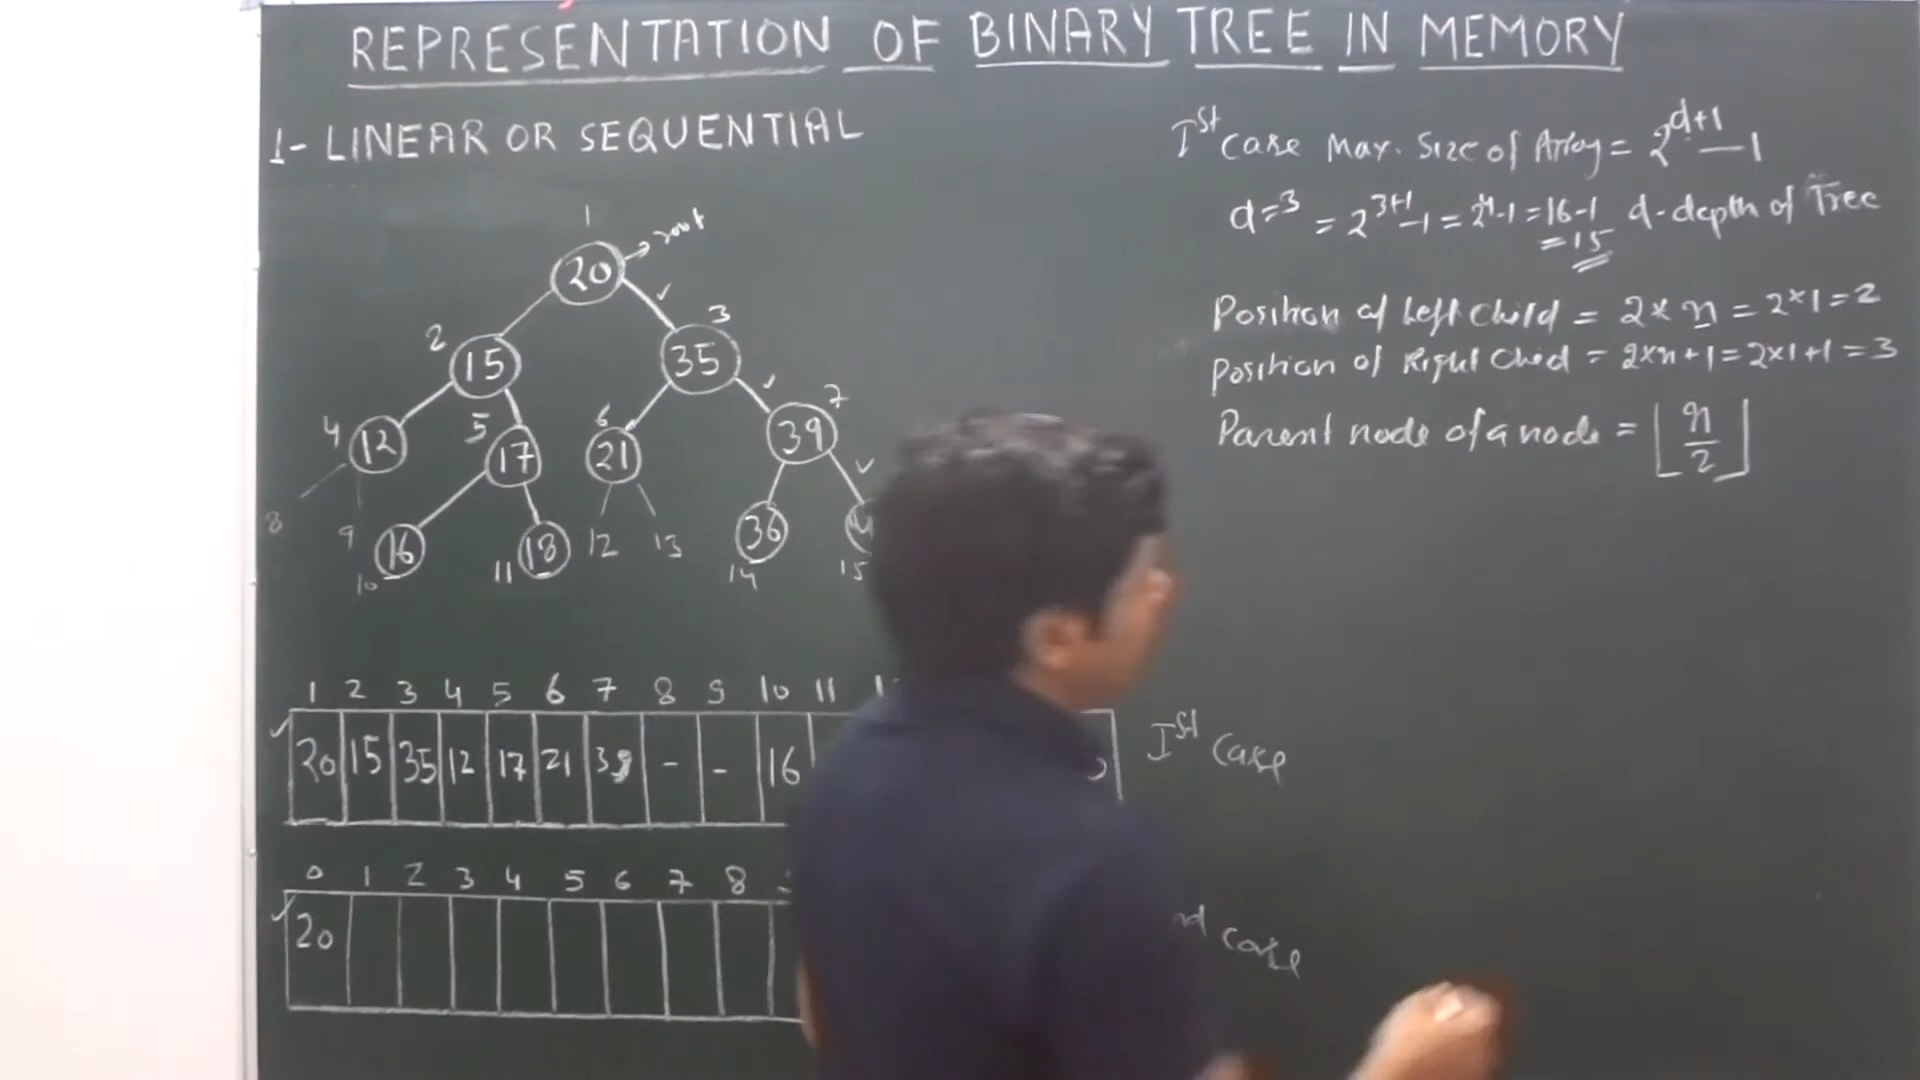 REPRESENTATION OF BINARY TREE IN MEMORY
1- LINEAR OR SEQUENTIAL
1
20 → root
2
15
3
35
4
12
5
17
6
21
7
39
8
9
10
16
11
18
12
13
14
36
15
1 2 3 4 5 6 7 8 9 10 11
20 15 35 12 17 21 39 - - 16
Ist Case
0 1 2 3 4 5 6 7 8
20
nd case
Ist Case Max. Size of Array = 2^d+1 - 1
d=3 = 2^3+1 - 1 = 2^4 - 1 = 16-1 d-depth of Tree
= 15
Position of Left Child = 2 * n = 2 × 1 = 2
Position of Right Child = 2×n+1 = 2×1+1 = 3
Parent node of a node = ⌊n/2⌋